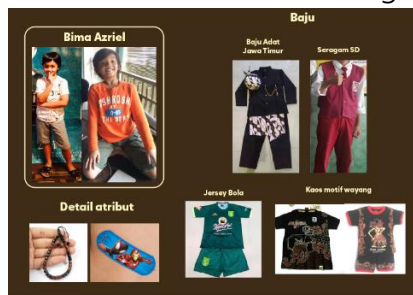 Baju
Bima Azriel
Baju Adat
Jawa Timur
Seragam SD
Jersey Bola
Kaos motif wayang
Detail atribut